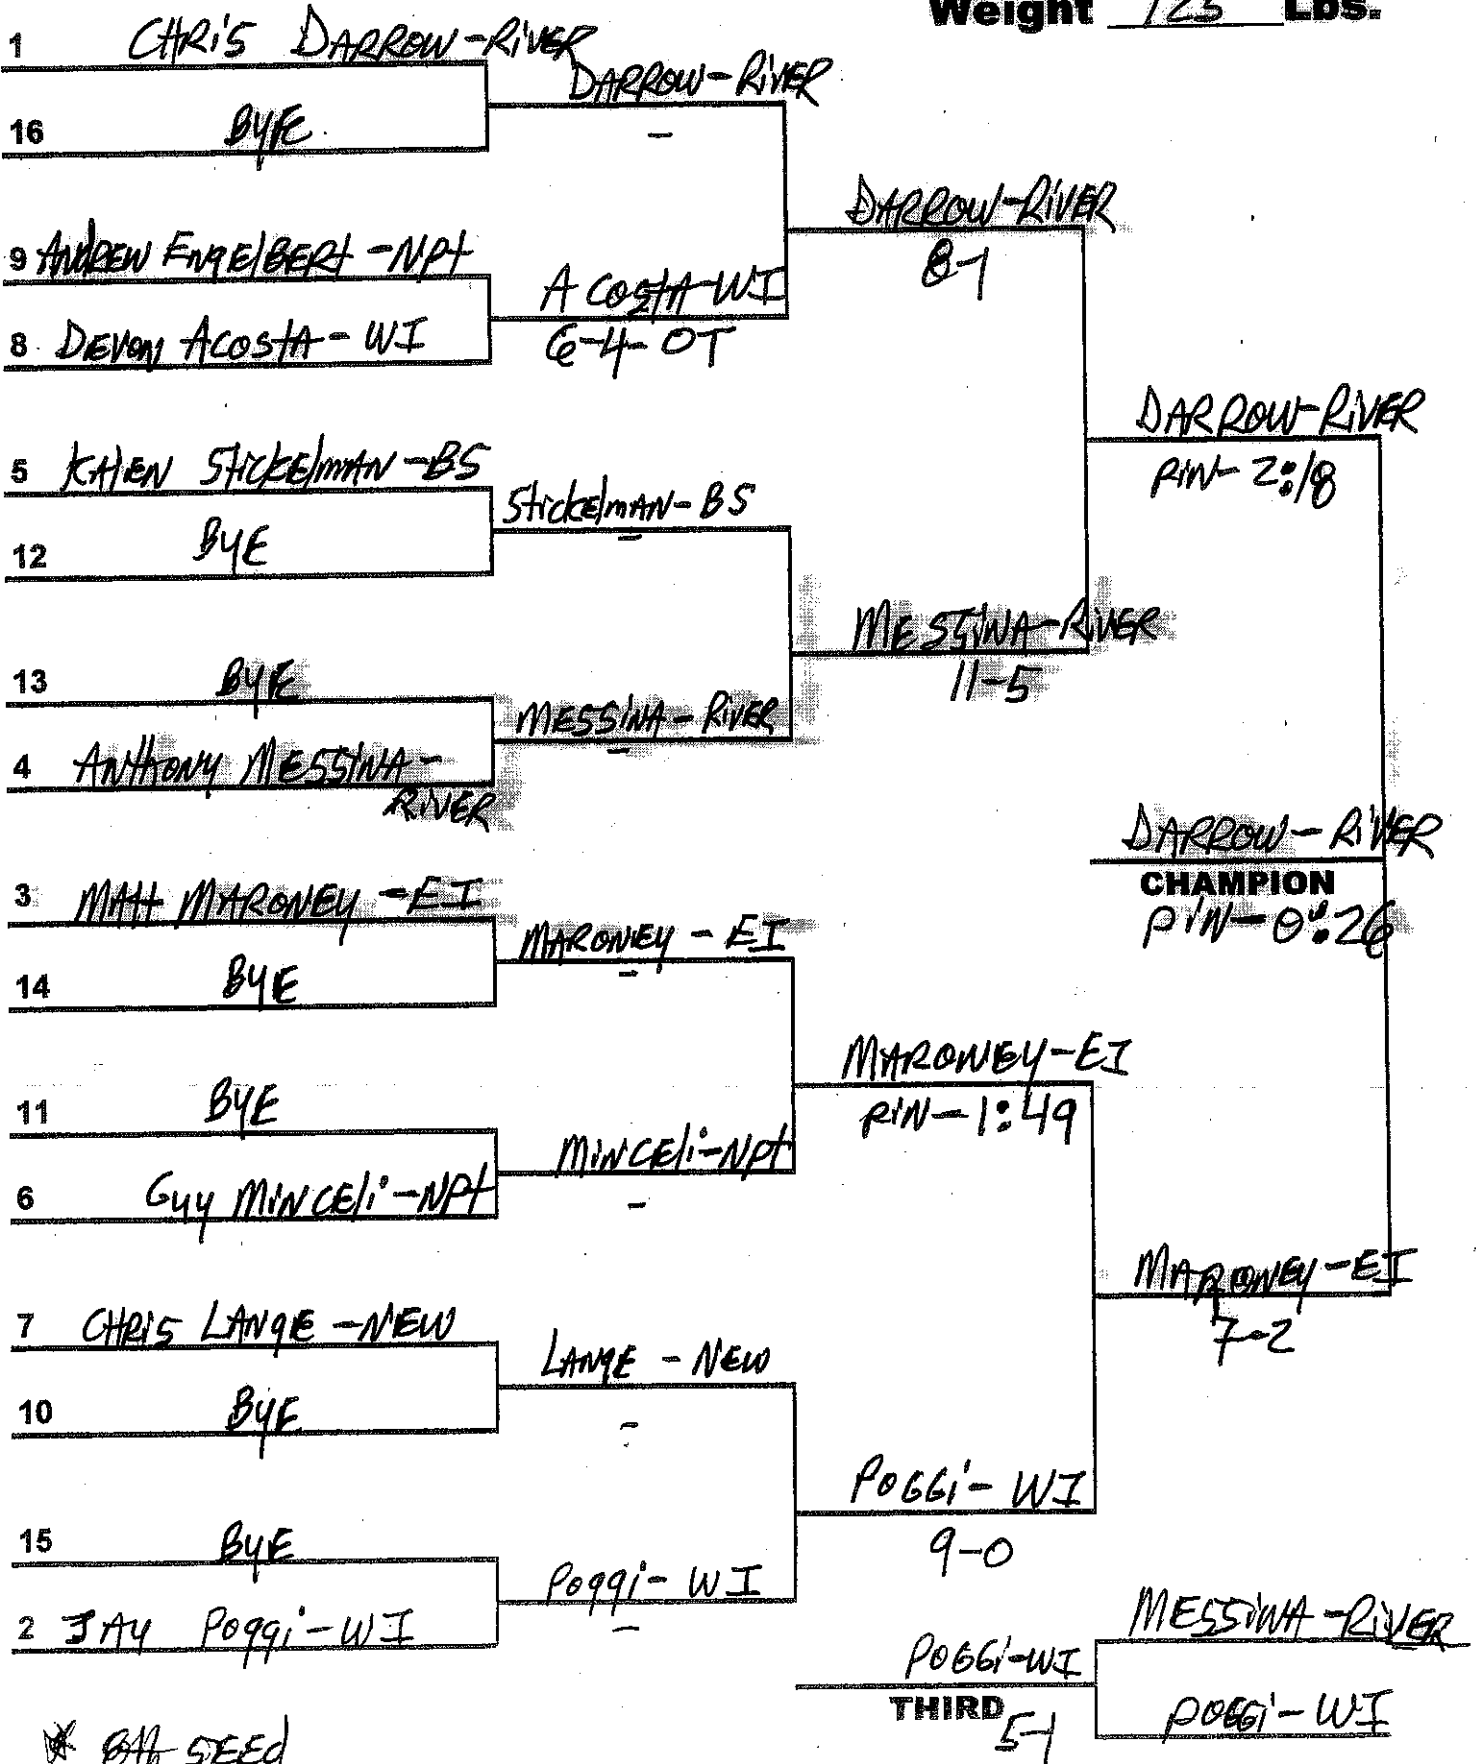 Weight 125 Lbs.
1 CHRiS DARROW-RiVER
DARROW-RiVER
16 BYE
-
DARROW-RiVER
8-1
9 ANDREW ENgElBERt-NPt
ACOStA-WI
6-4-OT
8 DEVON ACOStA-WI
DARROW-RiVER
PiN-2:18
5 KAlEN StickElmAN-BS
StickElmAN-BS
-
12 BYE
MESSiNA-RiVER
11-5
13 BYE
MESSiNA-RiVER
-
4 ANthONY MESSiNA-
RiVER
DARROW-RiVER
CHAMPION
PiN-0:26
3 MAtt MARONEY-EI
MARONEY-EI
-
14 BYE
MARONEY-EI
PiN-1:49
11 BYE
MiNCEli-NPt
-
6 GUY MiNCEli-NPt
MARONEY-EI
7-2
7 CHRiS LANgE-NEW
LANgE-NEW
-
10 BYE
POGGi-WI
9-0
15 BYE
Poggi-WI
-
2 JAY Poggi-WI
MESSiNA-RiVER
POGGi-WI
THIRD
5-1
POGGi-WI
* 8th SEEd